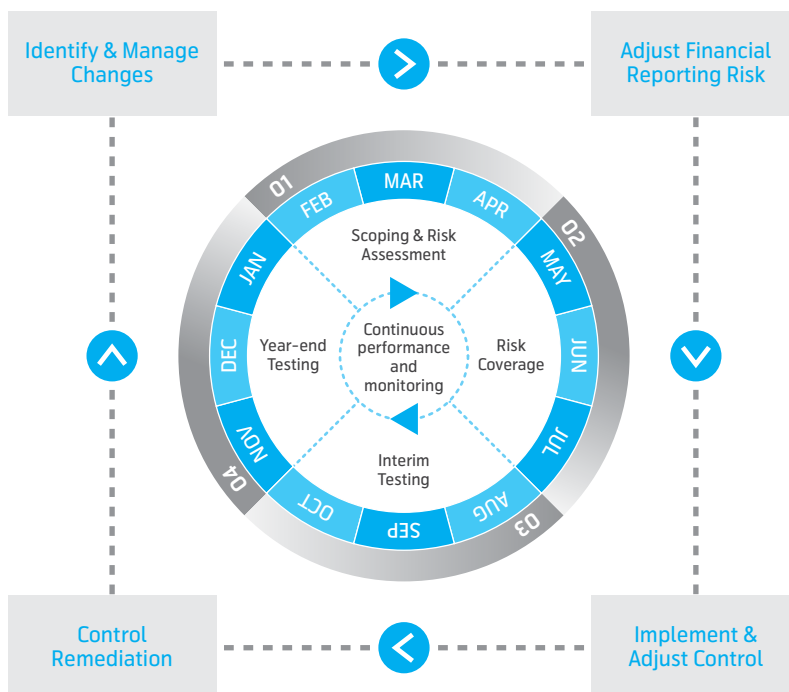 Identify & Manage
Changes
Adjust Financial
Reporting Risk
01
02
03
04
JAN
FEB
MAR
APR
MAY
JUN
JUL
AUG
SEP
OCT
NOV
DEC
Scoping & Risk
Assessment
Year-end
Testing
Continuous
performance
and
monitoring
Risk
Coverage
Interim
Testing
Control
Remediation
Implement &
Adjust Control